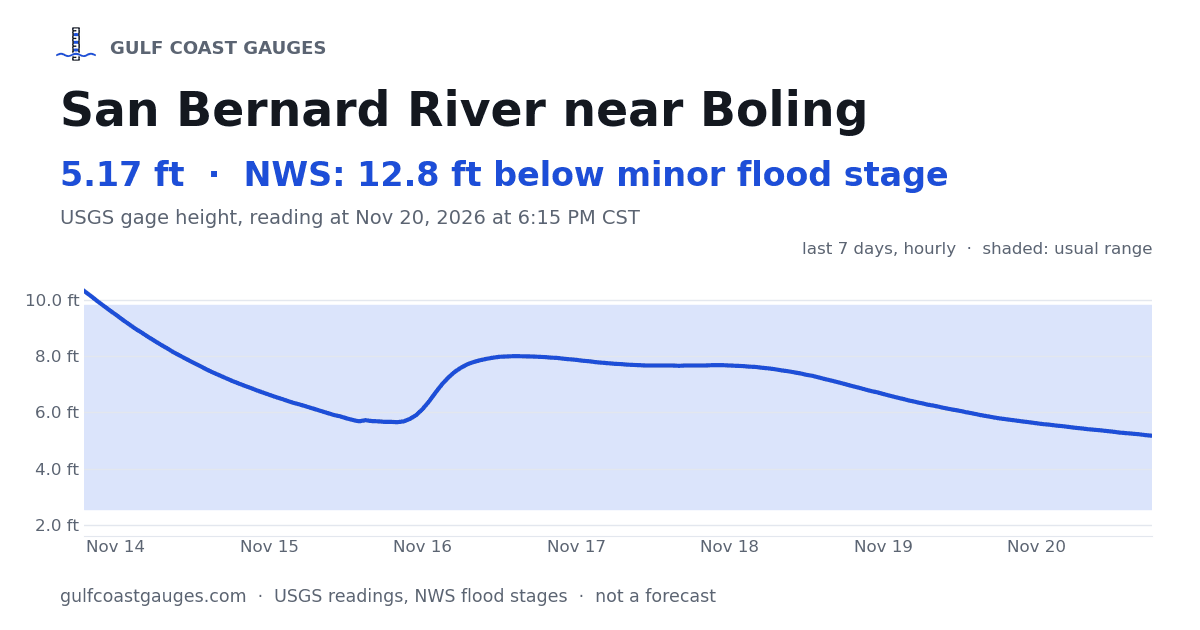 GULF COAST GAUGES
San Bernard River near Boling
5.17 ft · NWS: 12.8 ft below minor flood stage
USGS gage height, reading at Nov 20, 2026 at 6:15 PM CST
last 7 days, hourly · shaded: usual range
10.0 ft
8.0 ft
6.0 ft
4.0 ft
2.0 ft
Nov 14 Nov 15 Nov 16 Nov 17 Nov 18 Nov 19 Nov 20
gulfcoastgauges.com · USGS readings, NWS flood stages · not a forecast